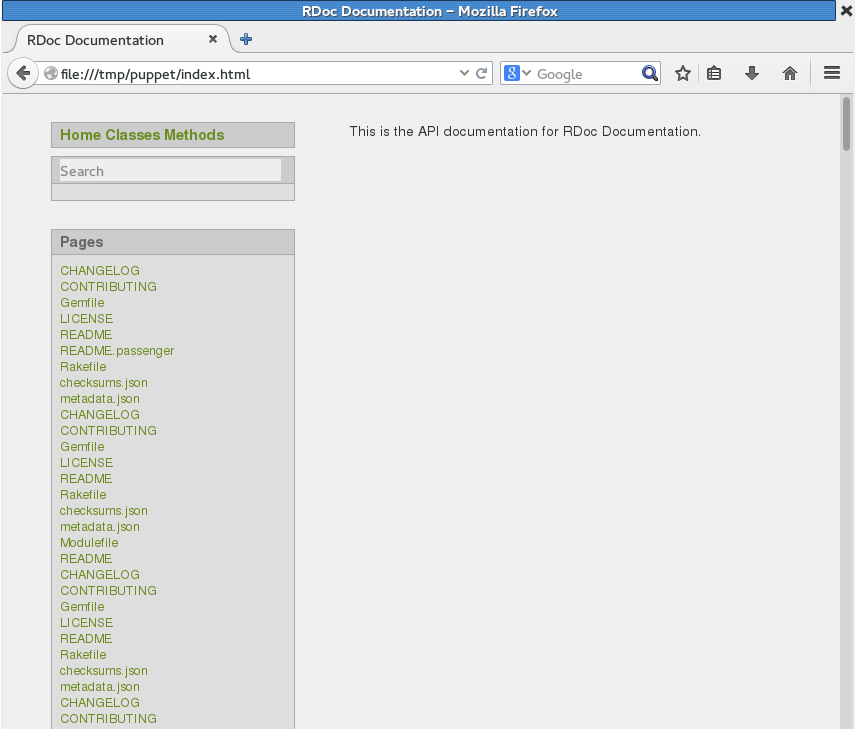 RDoc Documentation – Mozilla Firefox
RDoc Documentation
file:///tmp/puppet/index.html
8 Google
Home Classes Methods
This is the API documentation for RDoc Documentation.
Search
Pages
CHANGELOG
CONTRIBUTING
Gemfile
LICENSE
README
README.passenger
Rakefile
checksums.json
metadata.json
CHANGELOG
CONTRIBUTING
Gemfile
LICENSE
README
Rakefile
checksums.json
metadata.json
Modulefile
README
CHANGELOG
CONTRIBUTING
Gemfile
LICENSE
README
Rakefile
checksums.json
metadata.json
CHANGELOG
CONTRIBUTING